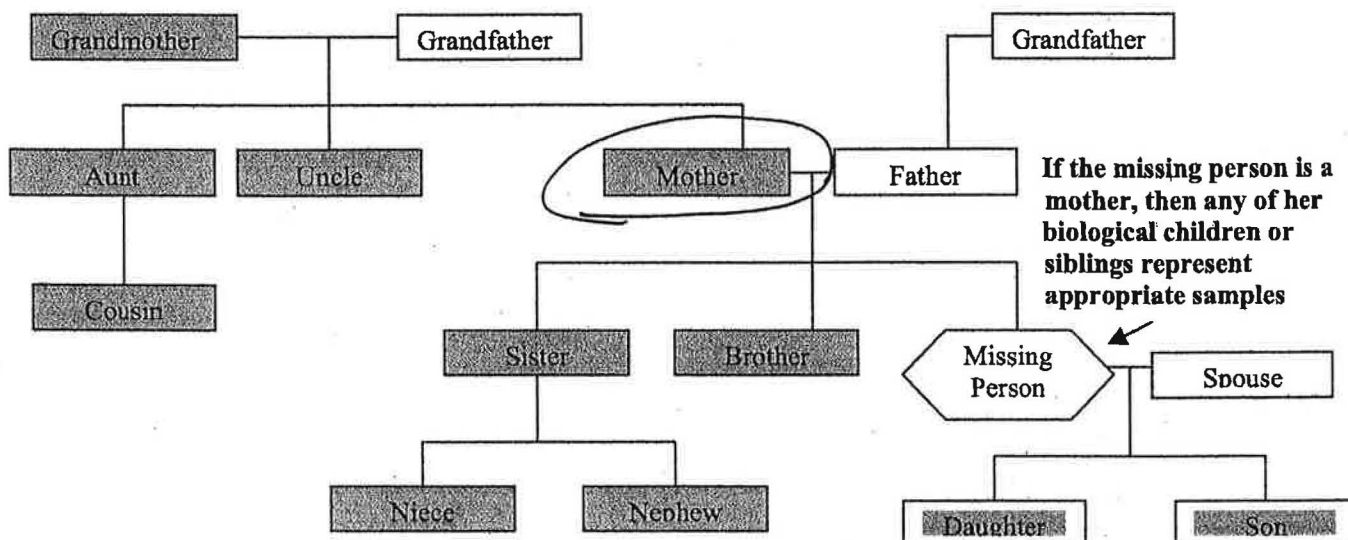 Grandmother
Grandfather
Grandfather
Aunt
Uncle
Mother
Father
If the missing person is a
mother, then any of her
biological children or
siblings represent
appropriate samples
Cousin
Sister
Brother
Missing
Person
Spouse
Niece
Nephew
Daughter
Son